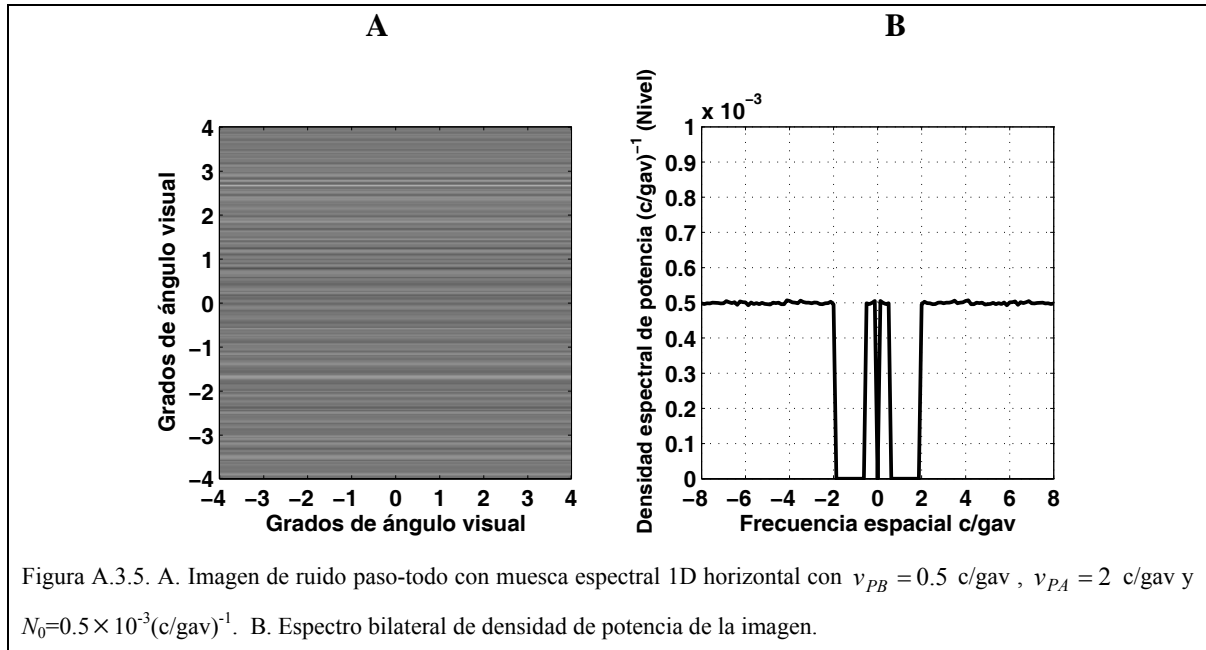 A
B
4
3
2
1
0
−1
−2
−3
−4
−4 −3 −2 −1 0 1 2 3 4
Grados de ángulo visual
Grados de ángulo visual
x 10⁻³
1
0.9
0.8
0.7
0.6
0.5
0.4
0.3
0.2
0.1
0
−8 −6 −4 −2 0 2 4 6 8
Densidad espectral de potencia (c/gav)⁻¹ (Nivel)
Frecuencia espacial c/gav
Figura A.3.5. A. Imagen de ruido paso-todo con muesca espectral 1D horizontal con v_PB = 0.5 c/gav , v_PA = 2 c/gav y
N₀=0.5×10⁻³(c/gav)⁻¹. B. Espectro bilateral de densidad de potencia de la imagen.